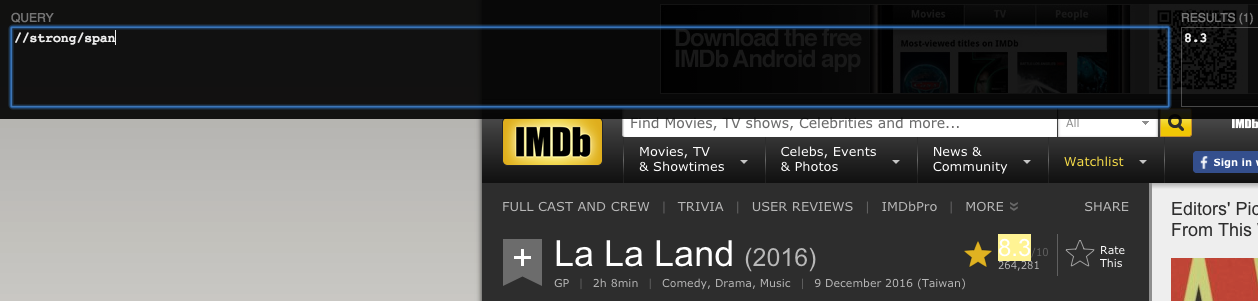 QUERY
RESULTS (1)
//strong/span
8.3
Movies TV People
Download the free
IMDb Android app
Most-viewed titles on IMDb
IMDb
Find Movies, TV shows, Celebrities and more...
All
IMDb
Movies, TV
& Showtimes
Celebs, Events
& Photos
News &
Community
Watchlist
f Sign in
FULL CAST AND CREW | TRIVIA | USER REVIEWS | IMDbPro | MORE
SHARE
Editors'
From This
+
La La Land (2016)
8.3/10
264,281
Rate
This
GP | 2h 8min | Comedy, Drama, Music | 9 December 2016 (Taiwan)